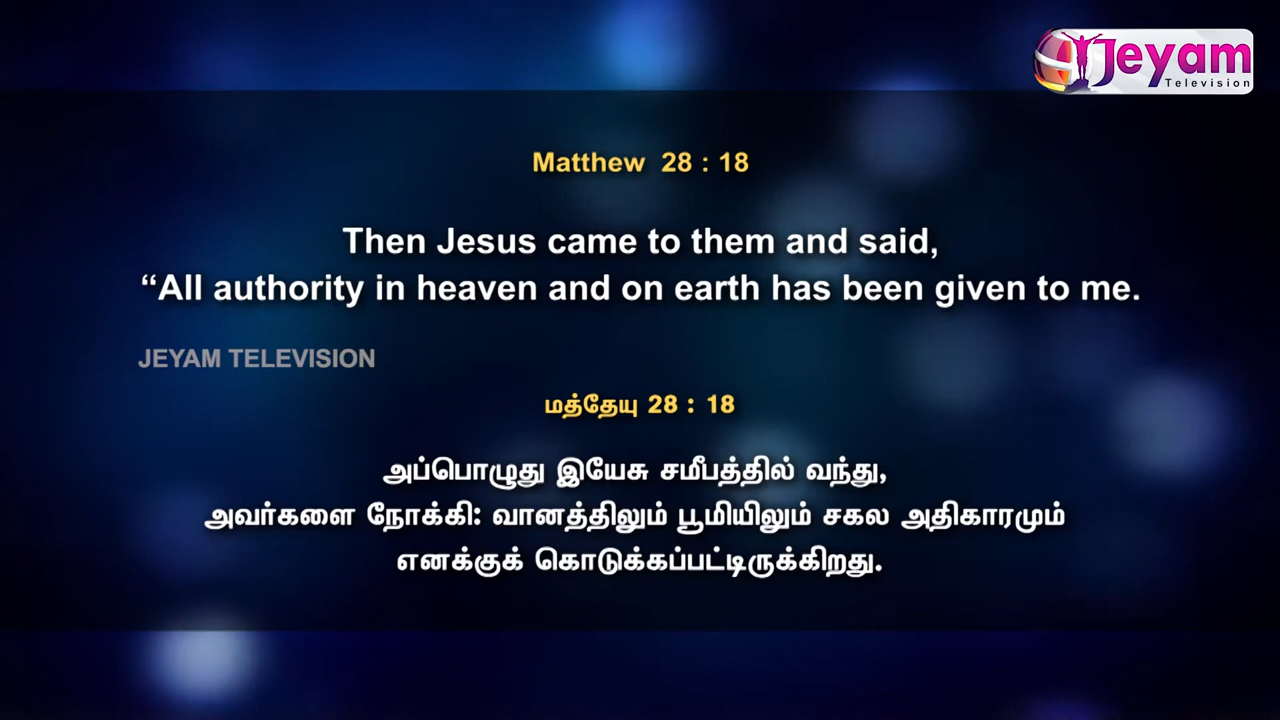 Jeyam
Television
Matthew 28 : 18
Then Jesus came to them and said,
“All authority in heaven and on earth has been given to me.
JEYAM TELEVISION
மத்தேயு 28 : 18
அப்பொழுது இயேசு சமீபத்தில் வந்து,
அவர்களை நோக்கி: வானத்திலும் பூமியிலும் சகல அதிகாரமும்
எனக்குக் கொடுக்கப்பட்டிருக்கிறது.